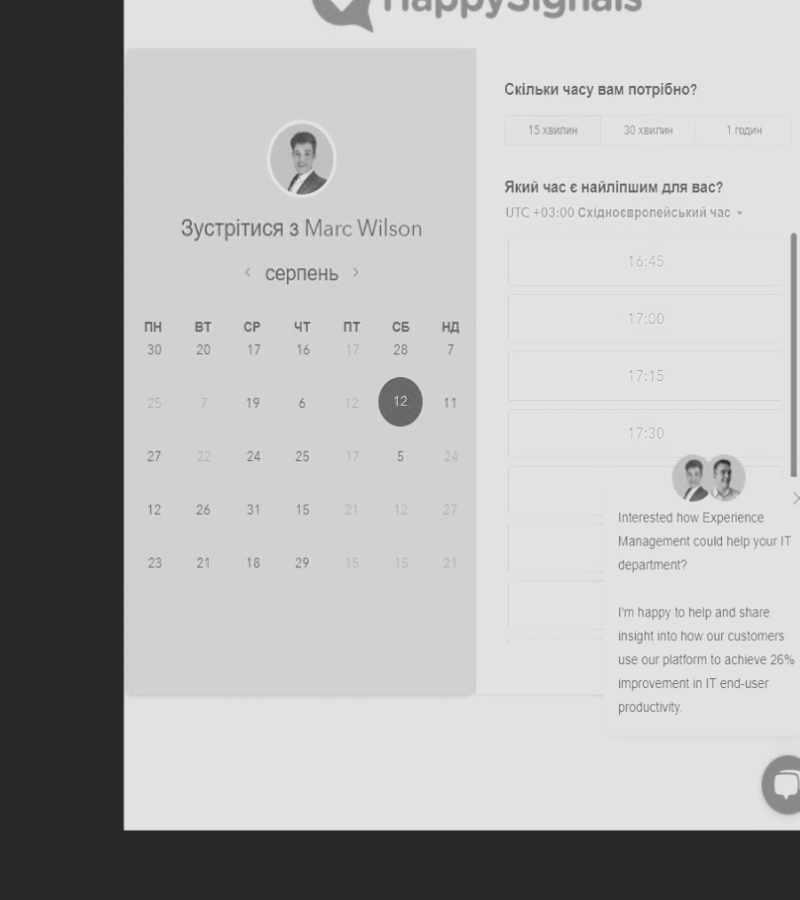 HappySignals
Зустрітися з Marc Wilson
серпень
ПН ВТ СР ЧТ ПТ СБ НД
30 20 17 16 17 28 7
25 7 19 6 12 12 11
27 22 24 25 17 5 24
12 26 31 15 21 12 27
23 21 18 29 15 15 21
Скільки часу вам потрібно?
15 хвилин 30 хвилин 1 годин
Який час є найліпшим для вас?
UTC +03:00 Східноєвропейський час
16:45
17:00
17:15
17:30
Interested how Experience
Management could help your IT
department?
I'm happy to help and share
insight into how our customers
use our platform to achieve 26%
improvement in IT end-user
productivity.